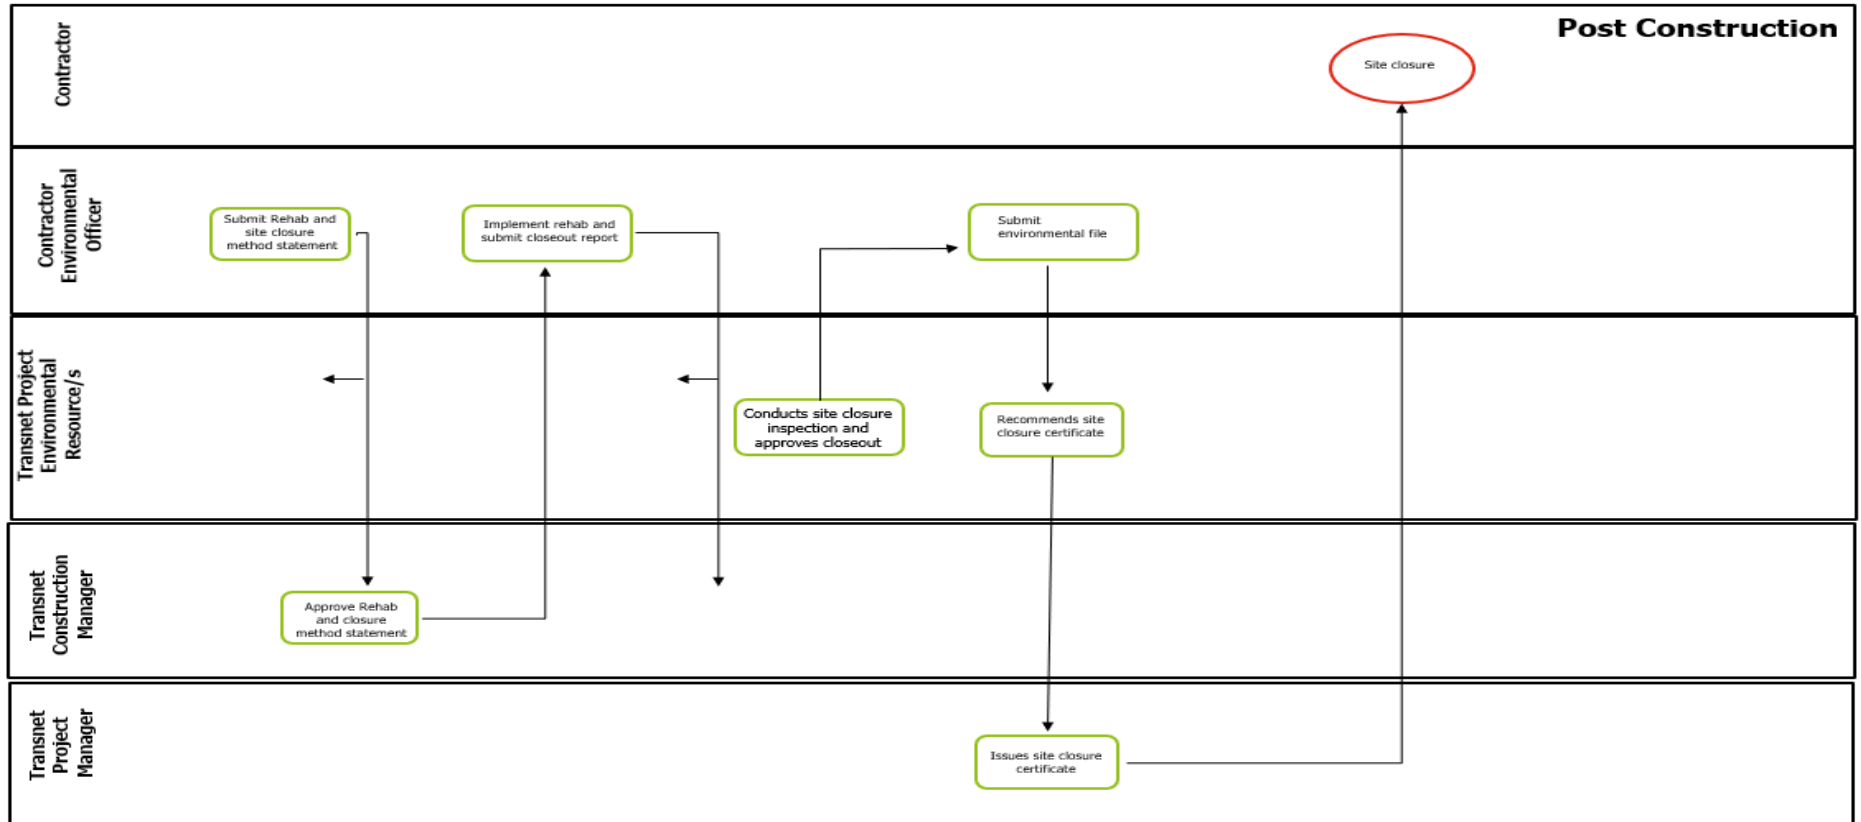 Post Construction
Contractor
Site closure
Contractor
Environmental
Officer
Submit Rehab and
site closure
method statement
Implement rehab and
submit closeout report
Submit
environmental file
Transnet Project
Environmental
Resource/s
Conducts site closure
inspection and
approves closeout
Recommends site
closure certificate
Transnet
Construction
Manager
Approve Rehab
and closure
method statement
Transnet
Project
Manager
Issues site closure
certificate